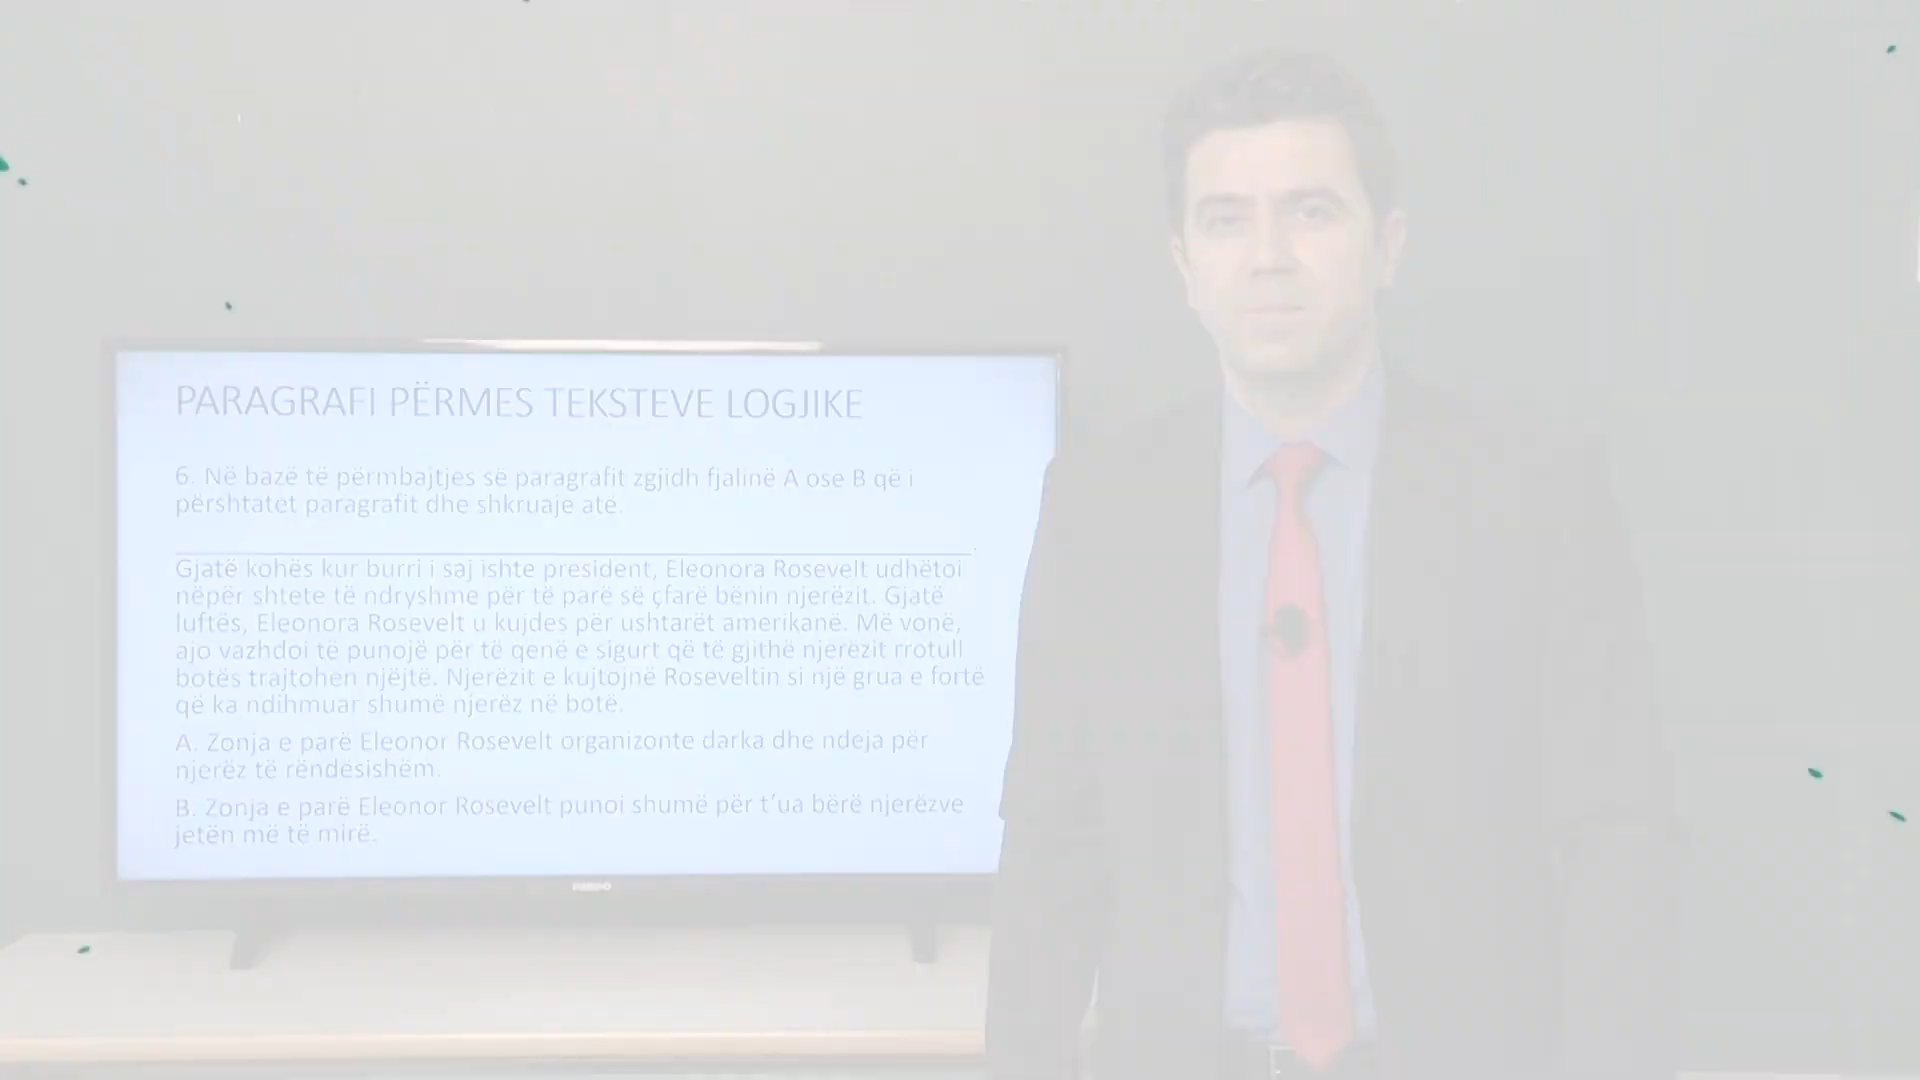 PARAGRAFI PËRMES TEKSTEVE LOGJIKE
6. Në bazë të përmbajtjes së paragrafit zgjidh fjalinë A ose B që i
përshtatet paragrafit dhe shkruaje atë.
Gjatë kohës kur burri i saj ishte president, Eleonora Rosevelt udhëtoi
nëpër shtete të ndryshme për të parë se çfarë bënin njerëzit. Gjatë
luftës, Eleonora Rosevelt u kujdes për ushtarët amerikanë. Më vonë,
ajo vazhdoi të punojë për të qenë e sigurt që të gjithë njerëzit rrotull
botës trajtohen njëjtë. Njerëzit e kujtojnë Roseveltin si një grua e fortë
që ka ndihmuar shumë njerëz në botë.
A. Zonja e parë Eleonor Rosevelt organizonte darka dhe ndeja për
njerëz të rëndësishëm.
B. Zonja e parë Eleonor Rosevelt punoi shumë për t’ua bërë njerëzve
jetën më të mirë.